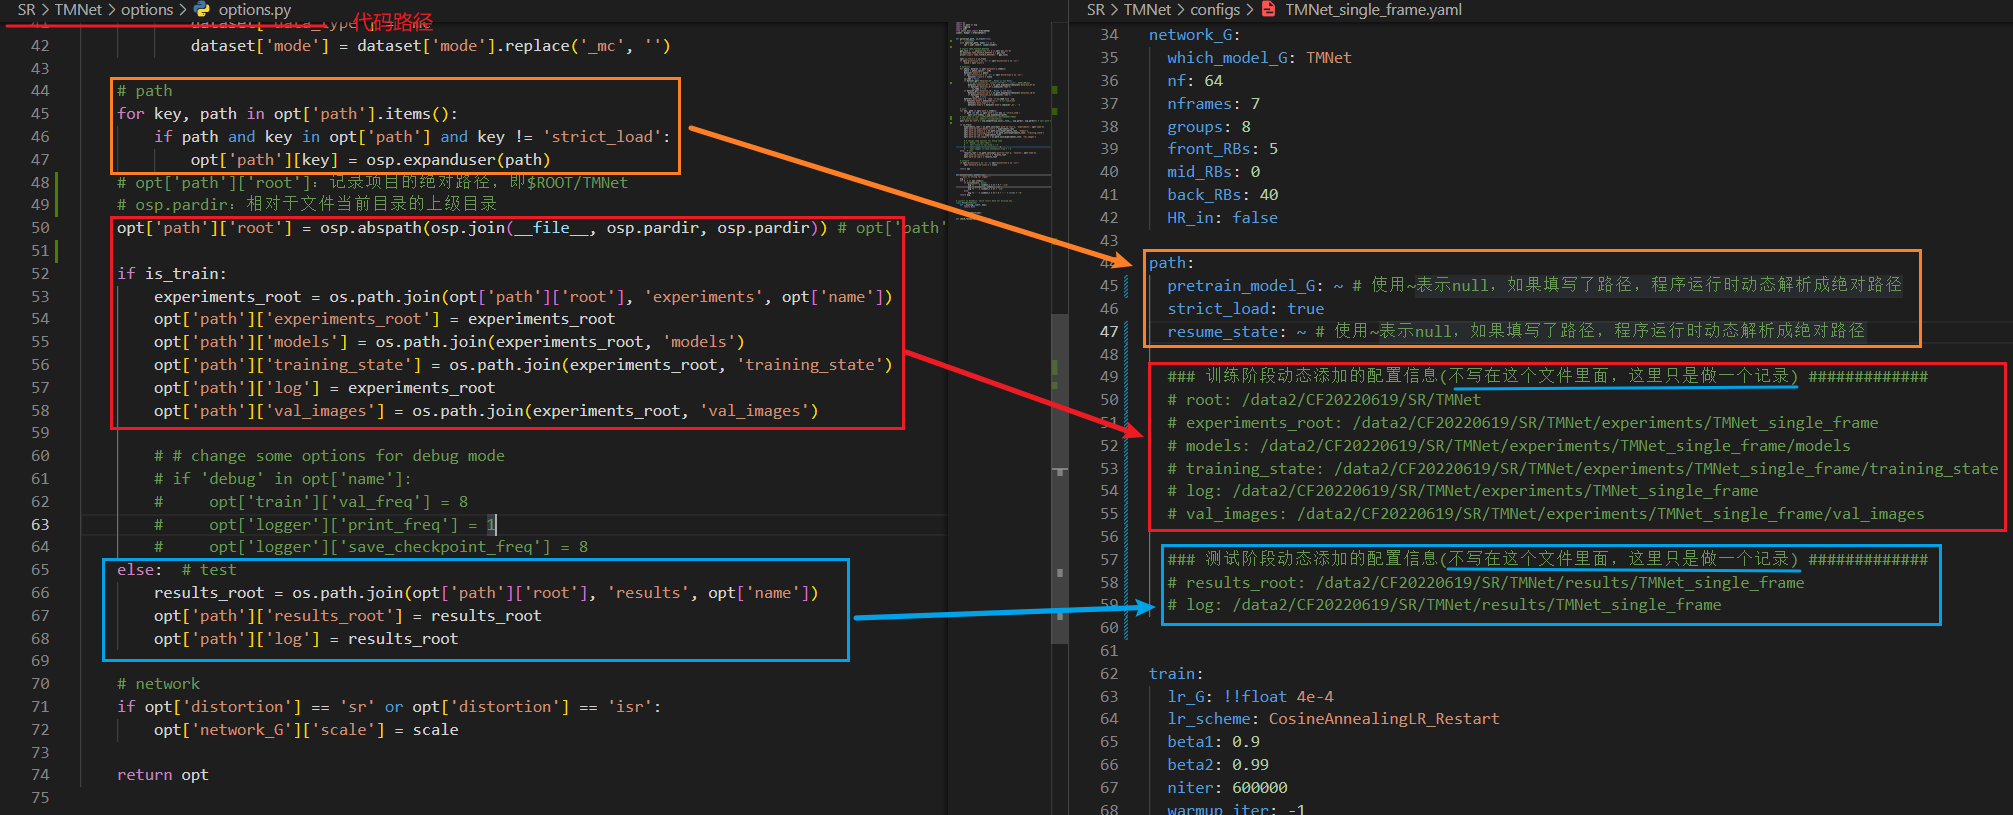 SR > TMNet > options > options.py
代码路径
42 dataset['mode'] = dataset['mode'].replace('_mc', '')
43
44 # path
45 for key, path in opt['path'].items():
46 if path and key in opt['path'] and key != 'strict_load':
47 opt['path'][key] = osp.expanduser(path)
48 # opt['path']['root']：记录项目的绝对路径，即$ROOT/TMNet
49 # osp.pardir：相对于文件当前目录的上级目录
50 opt['path']['root'] = osp.abspath(osp.join(__file__, osp.pardir, osp.pardir)) # opt['path'
51
52 if is_train:
53 experiments_root = os.path.join(opt['path']['root'], 'experiments', opt['name'])
54 opt['path']['experiments_root'] = experiments_root
55 opt['path']['models'] = os.path.join(experiments_root, 'models')
56 opt['path']['training_state'] = os.path.join(experiments_root, 'training_state')
57 opt['path']['log'] = experiments_root
58 opt['path']['val_images'] = os.path.join(experiments_root, 'val_images')
59
60 # # change some options for debug mode
61 # if 'debug' in opt['name']:
62 #     opt['train']['val_freq'] = 8
63 #     opt['logger']['print_freq'] = 1
64 #     opt['logger']['save_checkpoint_freq'] = 8
65 else:  # test
66 results_root = os.path.join(opt['path']['root'], 'results', opt['name'])
67 opt['path']['results_root'] = results_root
68 opt['path']['log'] = results_root
69
70 # network
71 if opt['distortion'] == 'sr' or opt['distortion'] == 'isr':
72 opt['network_G']['scale'] = scale
73
74 return opt
75
SR > TMNet > configs > TMNet_single_frame.yaml
34 network_G:
35 which_model_G: TMNet
36 nf: 64
37 nframes: 7
38 groups: 8
39 front_RBs: 5
40 mid_RBs: 0
41 back_RBs: 40
42 HR_in: false
43
path:
45 pretrain_model_G: ~ # 使用~表示null，如果填写了路径，程序运行时动态解析成绝对路径
46 strict_load: true
47 resume_state: ~ # 使用~表示null，如果填写了路径，程序运行时动态解析成绝对路径
48
49 ### 训练阶段动态添加的配置信息(不写在这个文件里面，这里只是做一个记录) #############
50 # root: /data2/CF20220619/SR/TMNet
51 # experiments_root: /data2/CF20220619/SR/TMNet/experiments/TMNet_single_frame
52 # models: /data2/CF20220619/SR/TMNet/experiments/TMNet_single_frame/models
53 # training_state: /data2/CF20220619/SR/TMNet/experiments/TMNet_single_frame/training_state
54 # log: /data2/CF20220619/SR/TMNet/experiments/TMNet_single_frame
55 # val_images: /data2/CF20220619/SR/TMNet/experiments/TMNet_single_frame/val_images
56
57 ### 测试阶段动态添加的配置信息(不写在这个文件里面，这里只是做一个记录) #############
58 # results_root: /data2/CF20220619/SR/TMNet/results/TMNet_single_frame
59 # log: /data2/CF20220619/SR/TMNet/results/TMNet_single_frame
60
61
62 train:
63 lr_G: !!float 4e-4
64 lr_scheme: CosineAnnealingLR_Restart
65 beta1: 0.9
66 beta2: 0.99
67 niter: 600000
68 warmup_iter: -1